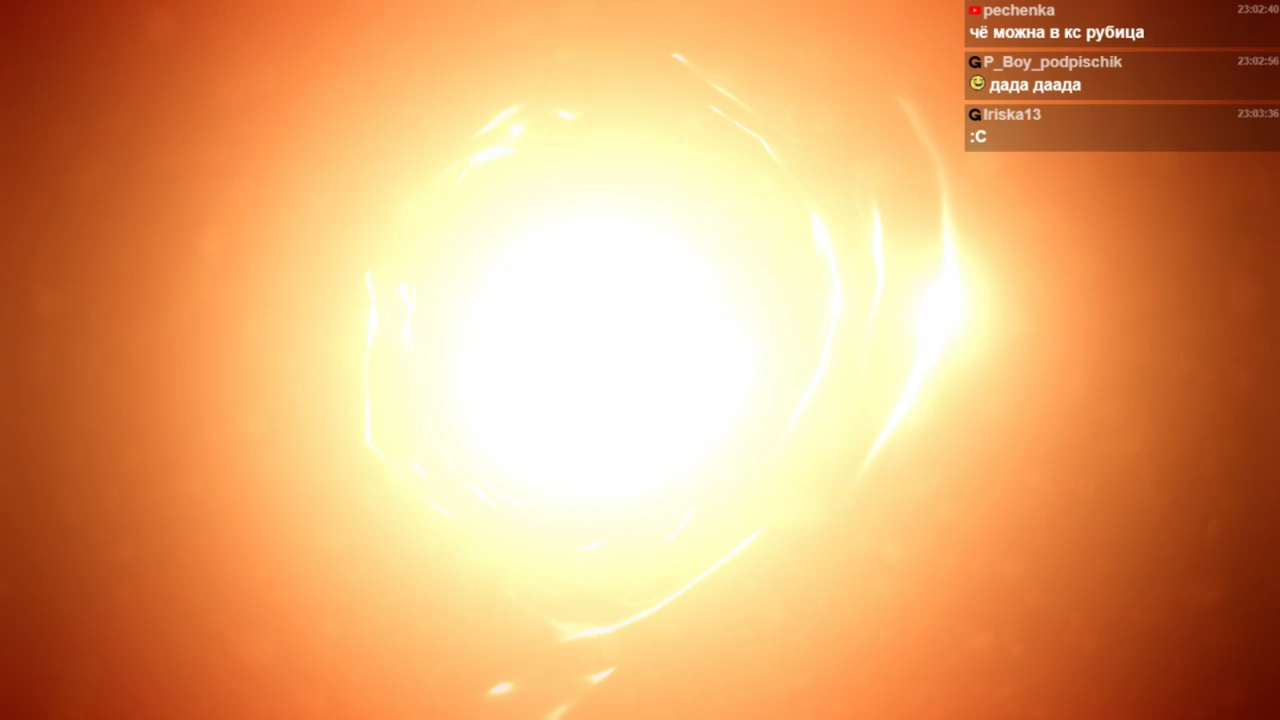 pechenka 23:02:40
чё можна в кс рубица
P_Boy_podpischik 23:02:56
дада даада
Iriska13 23:03:36
:C